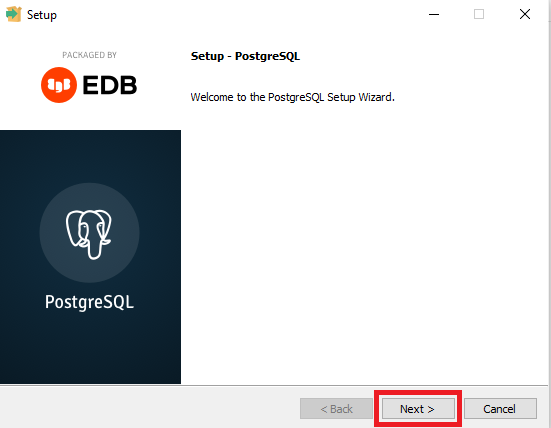 Setup
PACKAGED BY
EDB
Setup - PostgreSQL
Welcome to the PostgreSQL Setup Wizard.
PostgreSQL
< Back
Next >
Cancel